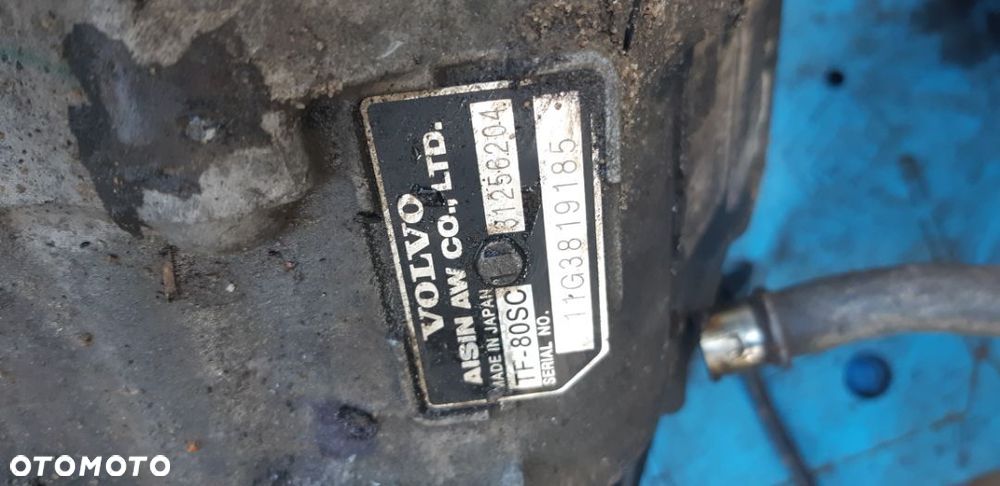 VOLVO
AISIN AW CO., LTD.
MADE IN JAPAN 31256204
TF-80SC
SERIAL NO. 11G3819185
OTOMOTO